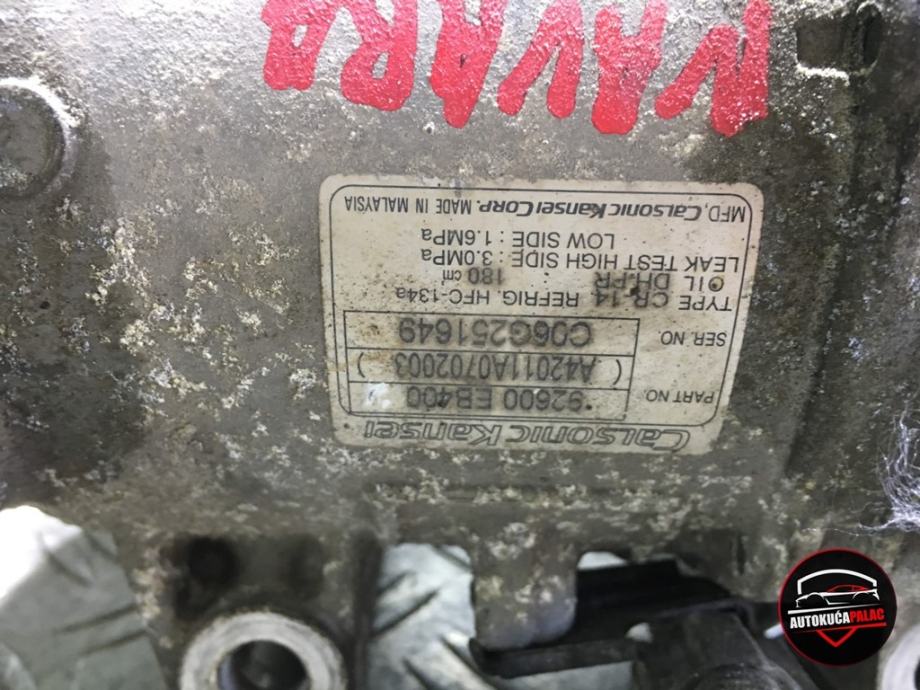 Calsonic Kansei
PART NO. *92600 EB400*
( A42011A0702003 )
SER. NO C06G251649
TYPE CR-14 REFRIG. HFC-134a
OIL DH-PR 180 cm³
LEAK TEST HIGH SIDE : 3.0MPa
LOW SIDE : 1.6MPa
MFD, CALSONIC KANSEI CORP. MADE IN MALAYSIA
NAVARA
AUTOKUĆA PALAC